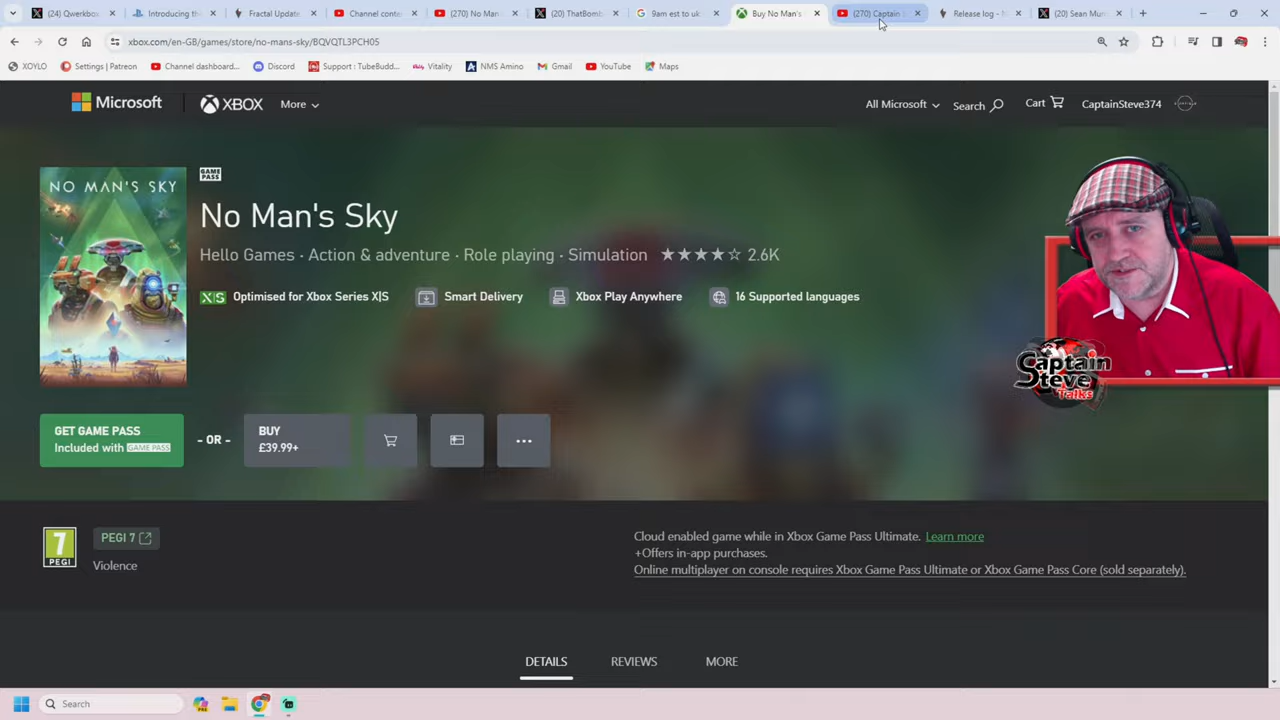 (24) Qwerkbox
Introducing the
Fractal Update
Channel conte
(270) No Man
(20) ThatBomb
9am est to uk
Buy No Man's
(270) Captain
Release log -
(20) Sean Mur
xbox.com/en-GB/games/store/no-mans-sky/BQVQTL3PCH05
XOYLO
Settings | Patreon
Channel dashboard...
Discord
Support : TubeBudd...
Vitality
NMS Amino
Gmail
YouTube
Maps
Microsoft
XBOX
More
All Microsoft
Search
Cart
CaptainSteve374
NO MAN'S SKY
GAME PASS
No Man's Sky
Hello Games · Action & adventure · Role playing · Simulation ★★★★☆ 2.6K
X|S Optimised for Xbox Series X|S
Smart Delivery
Xbox Play Anywhere
16 Supported languages
Captain
Steve
Talks
GET GAME PASS
Included with GAME PASS
- OR -
BUY
£39.99+
7
PEGI
PEGI 7
Violence
Cloud enabled game while in Xbox Game Pass Ultimate. Learn more
+Offers in-app purchases.
Online multiplayer on console requires Xbox Game Pass Ultimate or Xbox Game Pass Core (sold separately).
DETAILS
REVIEWS
MORE
Search